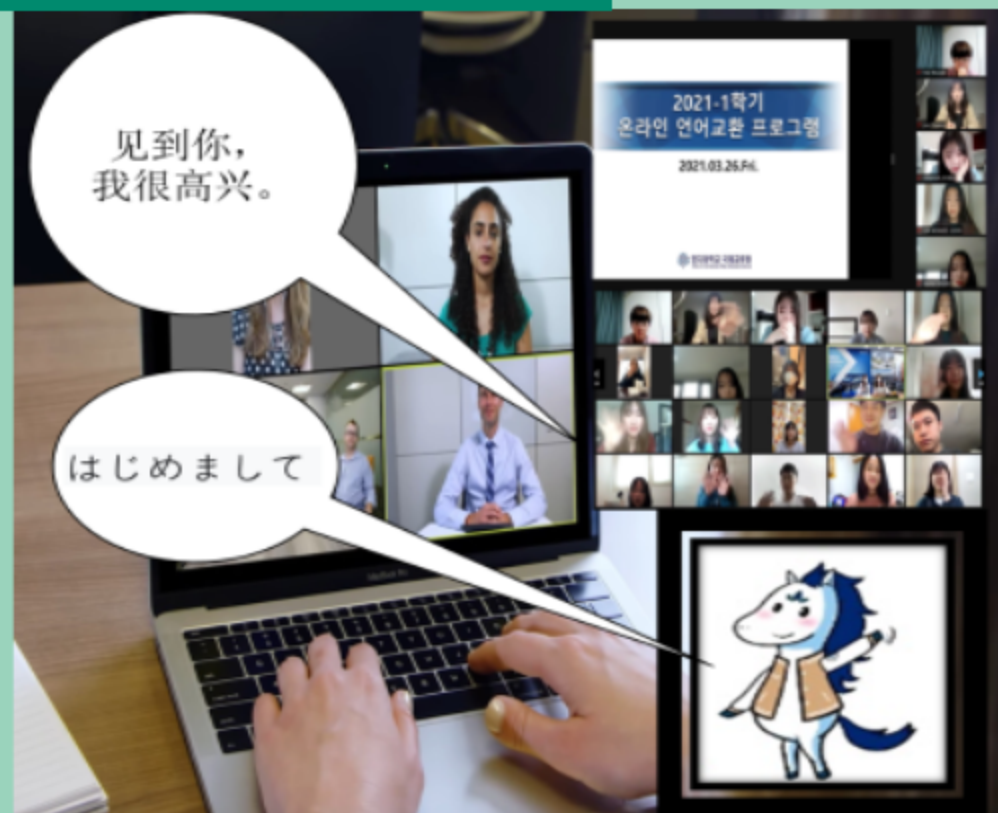 见到你，
我很高兴。
はじめまして
2021-1학기
온라인 언어교환 프로그램
2021.03.26.Fri.